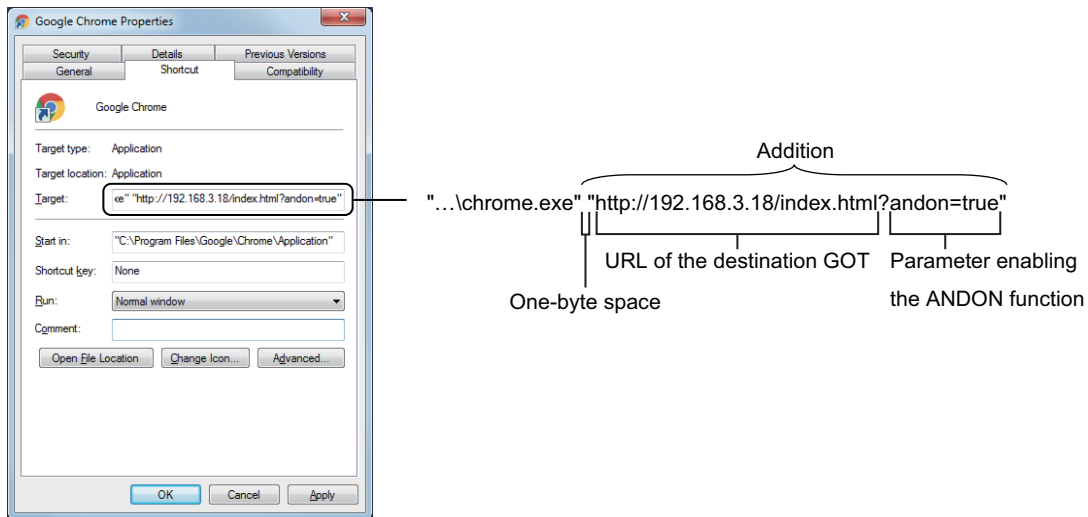 Google Chrome Properties
Security Details Previous Versions
General Shortcut Compatibility
Google Chrome
Target type: Application
Target location: Application
Target: ‹e" "http://192.168.3.18/index.html?andon=true"
Start in: "C:\Program Files\Google\Chrome\Application"
Shortcut key: None
Run: Normal window
Comment:
Open File Location Change Icon... Advanced...
OK Cancel Apply
Addition
"...\chrome.exe" "http://192.168.3.18/index.html?andon=true"
URL of the destination GOT
Parameter enabling
the ANDON function
One-byte space